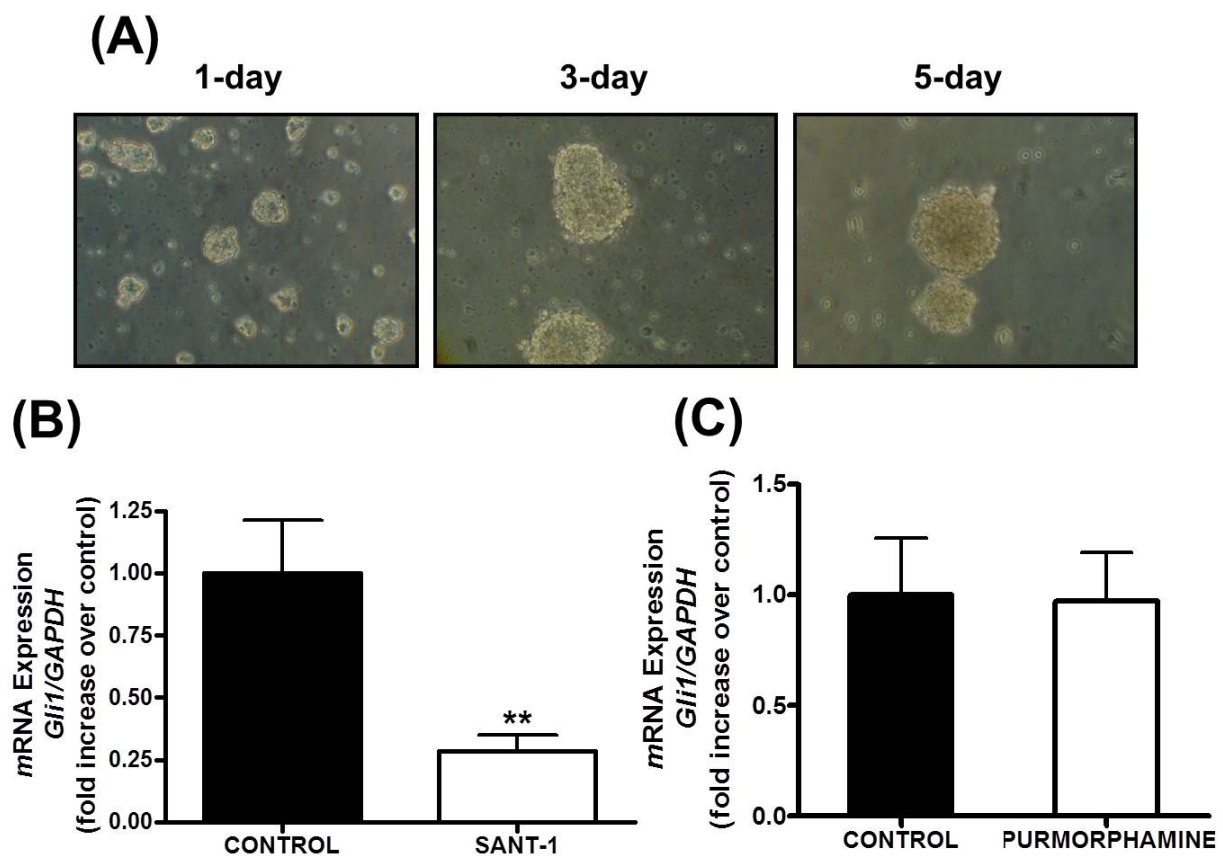 (A)
1-day
3-day
5-day
(B)
mRNA Expression
Gli1/GAPDH
(fold increase over control)
1.25
1.00
0.75
0.50
0.25
0.00
**
CONTROL
SANT-1
(C)
mRNA Expression
Gli1/GAPDH
(fold increase over control)
1.5
1.0
0.5
0.0
CONTROL
PURMORPHAMINE